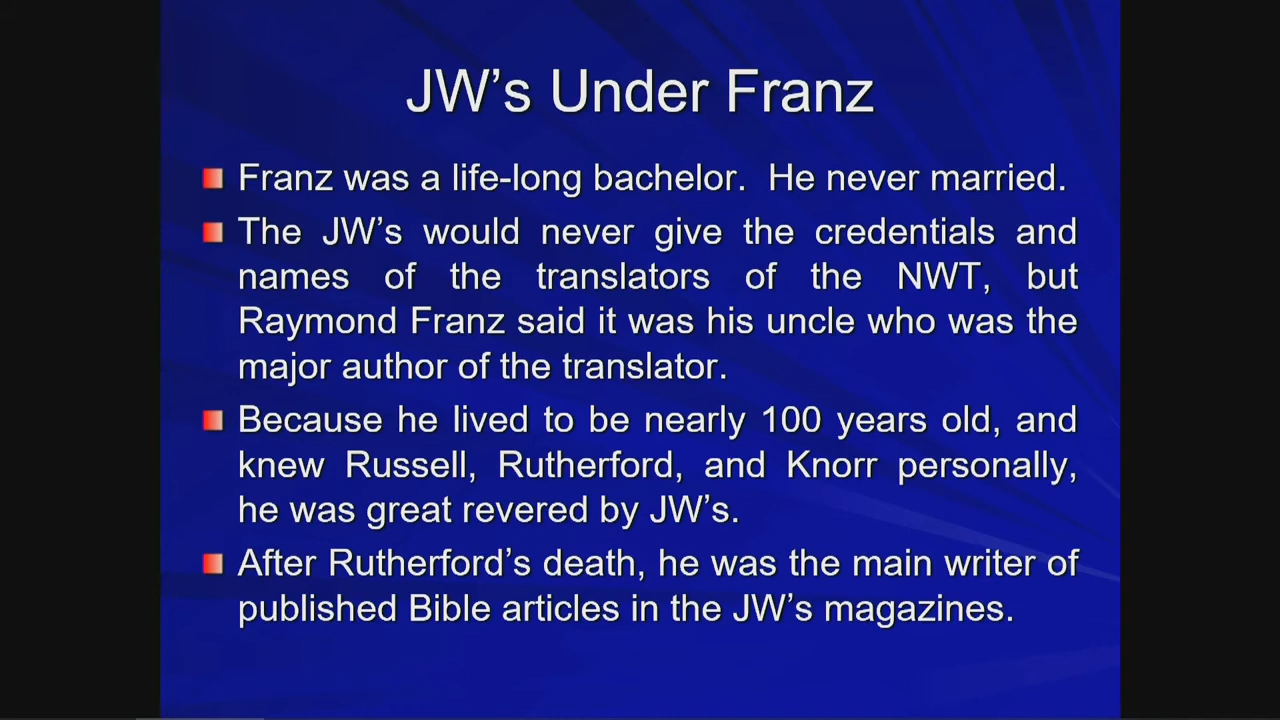 JW’s Under Franz
Franz was a life-long bachelor.  He never married.
The JW’s would never give the credentials and
names of the translators of the NWT, but
Raymond Franz said it was his uncle who was the
major author of the translator.
Because he lived to be nearly 100 years old, and
knew Russell, Rutherford, and Knorr personally,
he was great revered by JW’s.
After Rutherford’s death, he was the main writer of
published Bible articles in the JW’s magazines.